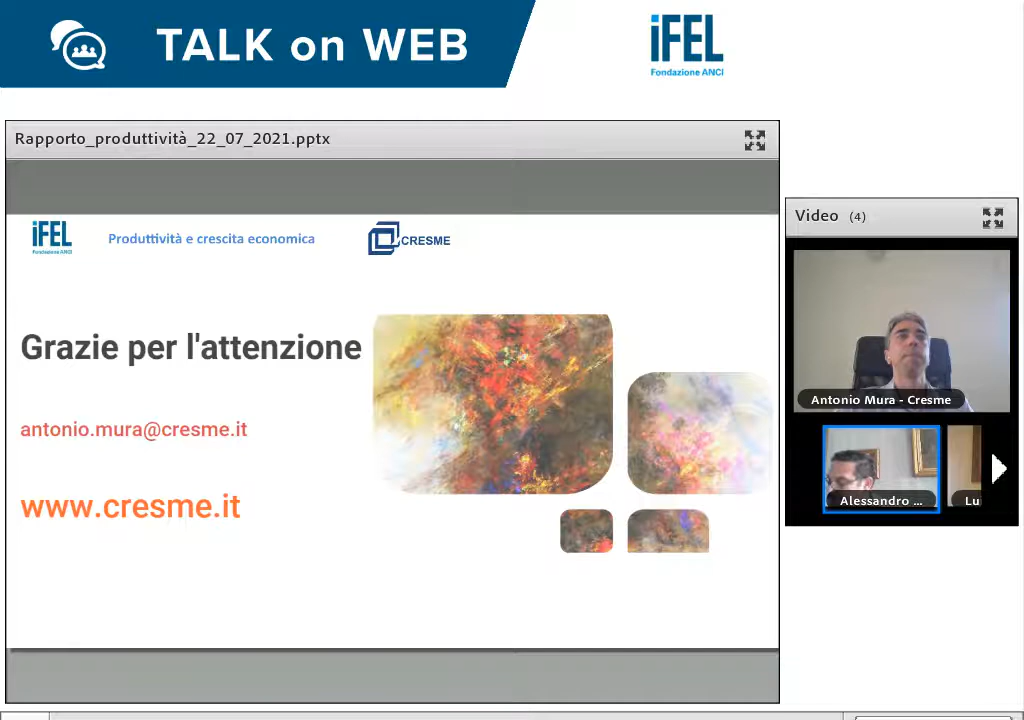 TALK on WEB
iFEL
Fondazione ANCI
Rapporto_produttività_22_07_2021.pptx
iFEL
Fondazione ANCI
Produttività e crescita economica
CRESME
Grazie per l'attenzione
antonio.mura@cresme.it
www.cresme.it
Video (4)
Antonio Mura - Cresme
Alessandro ...
Lu